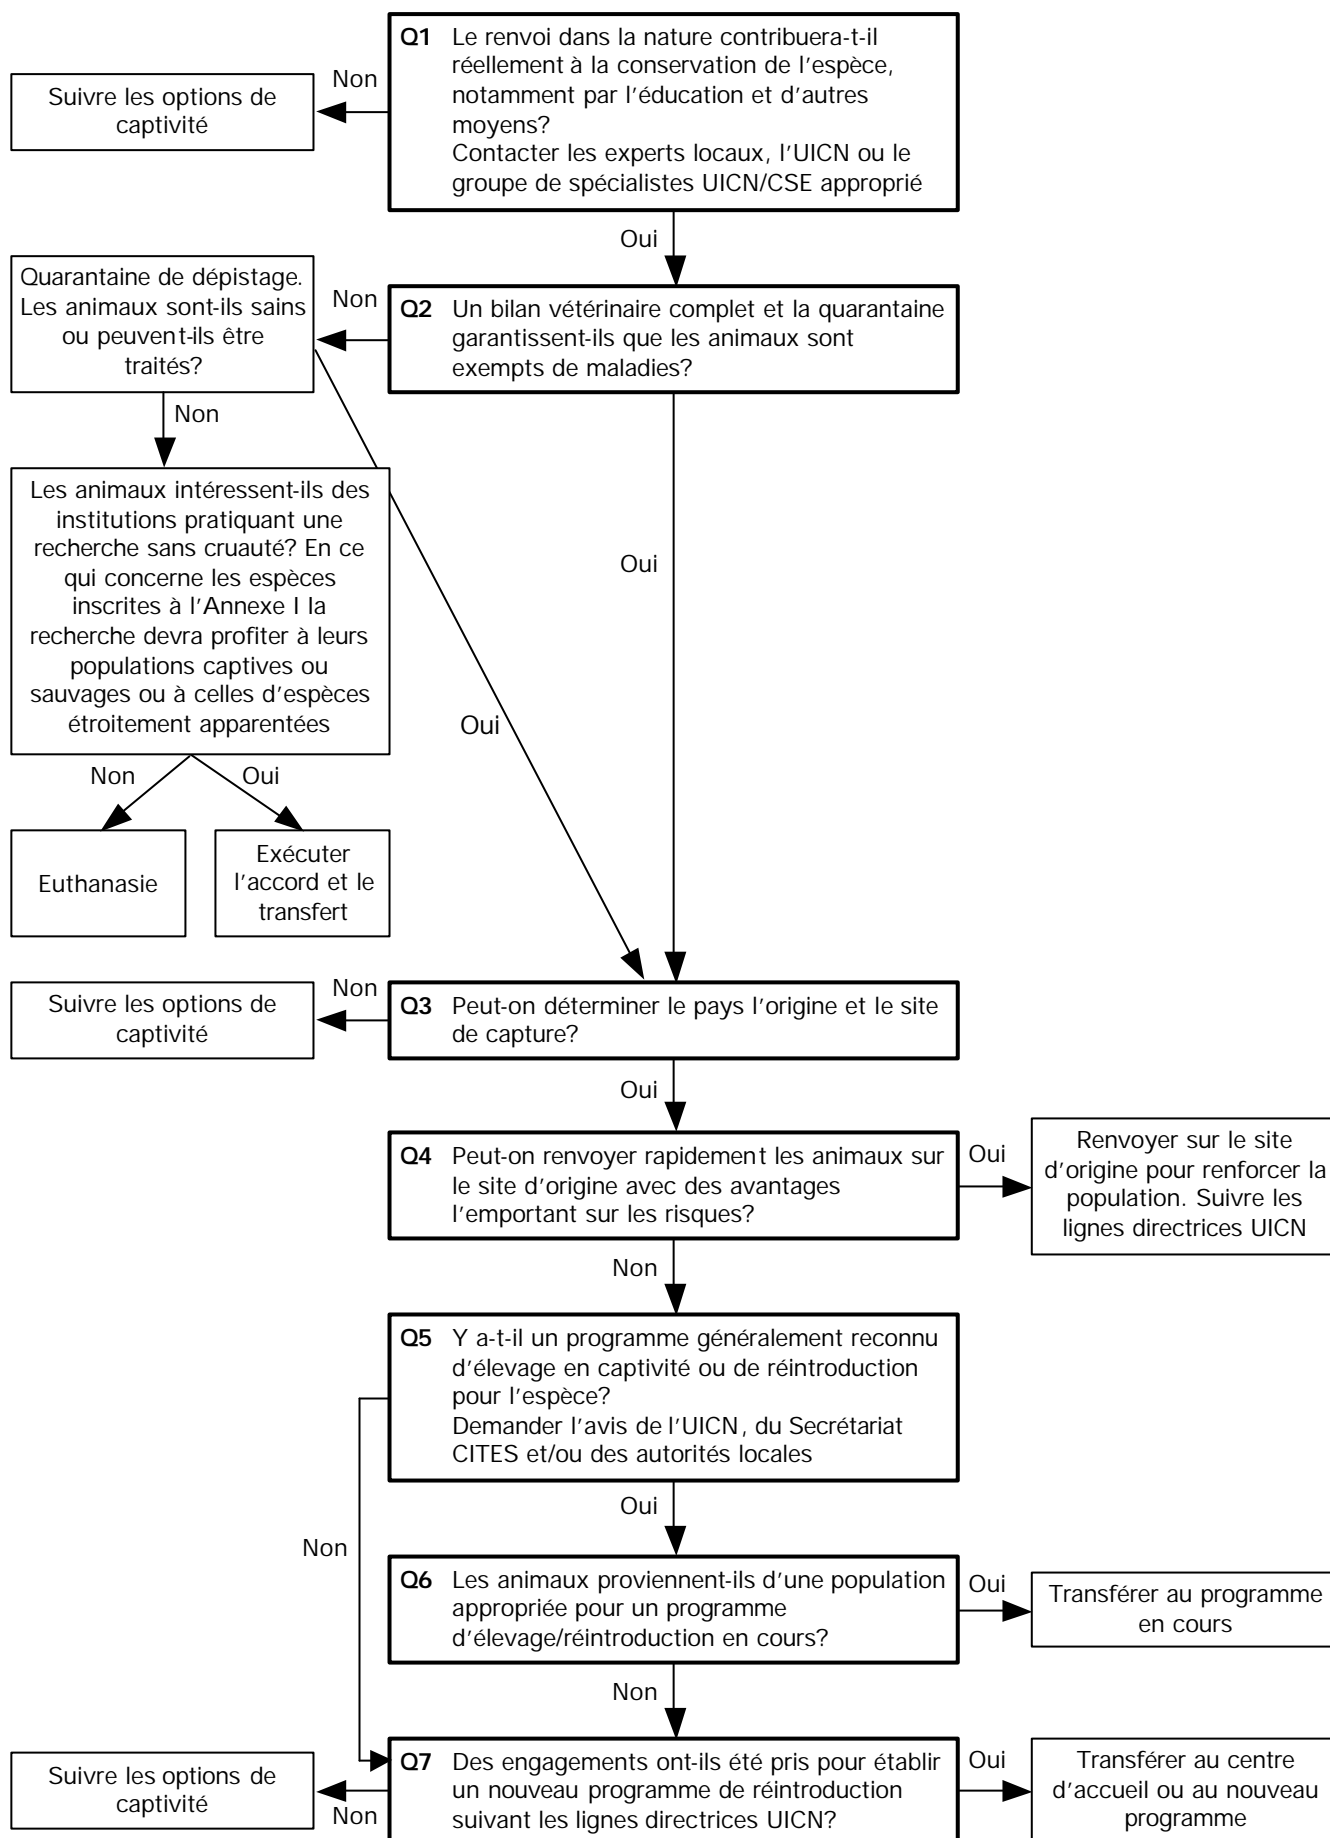 Q1 Le renvoi dans la nature contribuera-t-il
réellement à la conservation de l'espèce,
notamment par l'éducation et d'autres
moyens?
Contacter les experts locaux, l'UICN ou le
groupe de spécialistes UICN/CSE approprié
Non
Suivre les options de
captivité
Oui
Q2 Un bilan vétérinaire complet et la quarantaine
garantissent-ils que les animaux sont
exempts de maladies?
Non
Quarantaine de dépistage.
Les animaux sont-ils sains
ou peuvent-ils être
traités?
Non
Les animaux intéressent-ils des
institutions pratiquant une
recherche sans cruauté? En ce
qui concerne les espèces
inscrites à l'Annexe I la
recherche devra profiter à leurs
populations captives ou
sauvages ou à celles d'espèces
étroitement apparentées
Oui
Oui
Non
Oui
Euthanasie
Exécuter
l'accord et le
transfert
Q3 Peut-on déterminer le pays l'origine et le site
de capture?
Non
Suivre les options de
captivité
Oui
Q4 Peut-on renvoyer rapidement les animaux sur
le site d'origine avec des avantages
l'emportant sur les risques?
Oui
Renvoyer sur le site
d'origine pour renforcer la
population. Suivre les
lignes directrices UICN
Non
Q5 Y a-t-il un programme généralement reconnu
d'élevage en captivité ou de réintroduction
pour l'espèce?
Demander l'avis de l'UICN, du Secrétariat
CITES et/ou des autorités locales
Oui
Non
Q6 Les animaux proviennent-ils d'une population
appropriée pour un programme
d'élevage/réintroduction en cours?
Oui
Transférer au programme
en cours
Non
Q7 Des engagements ont-ils été pris pour établir
un nouveau programme de réintroduction
suivant les lignes directrices UICN?
Non
Suivre les options de
captivité
Oui
Transférer au centre
d'accueil ou au nouveau
programme